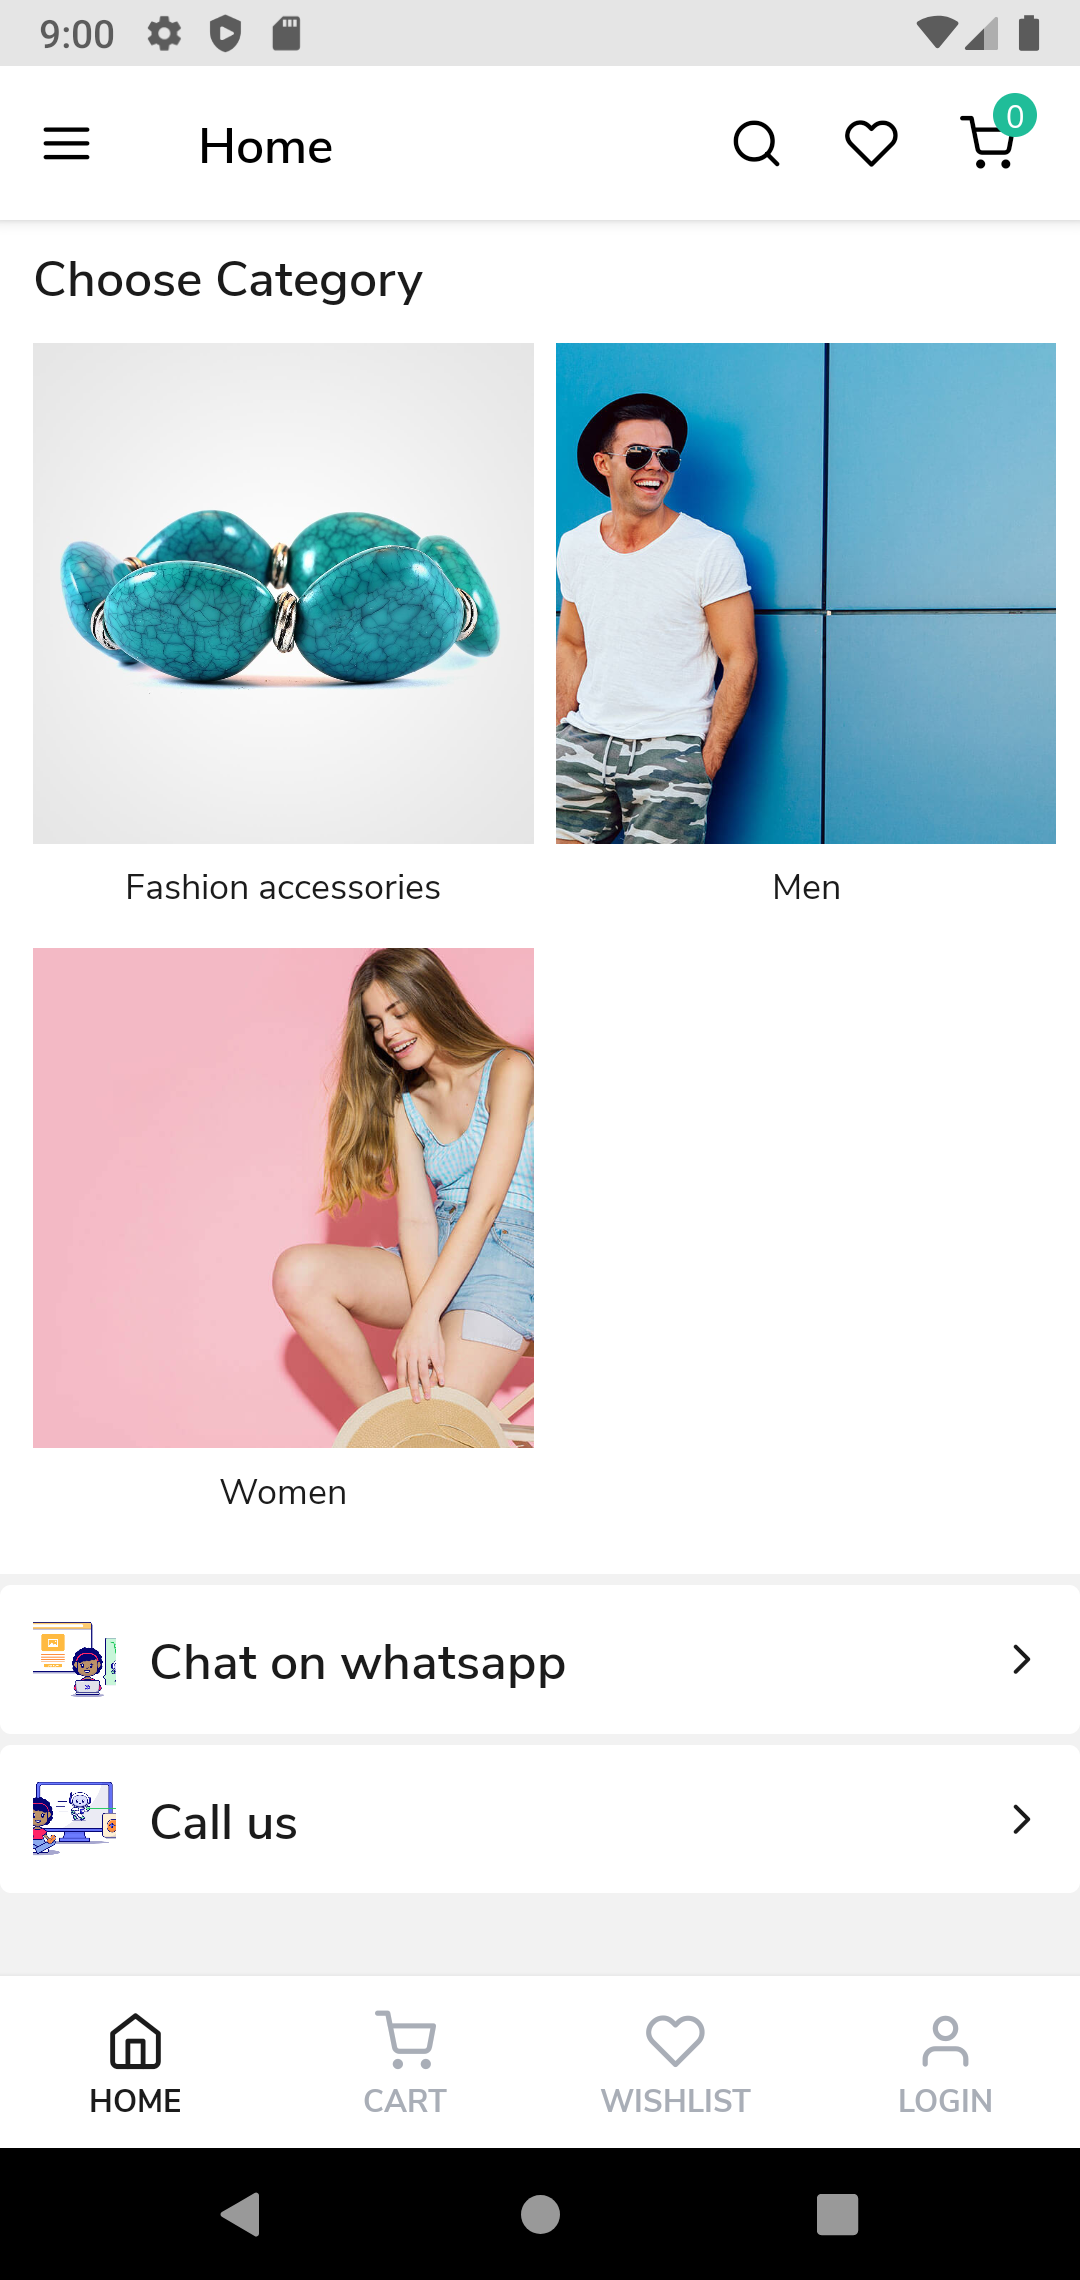 9:00
Home
0
Choose Category
Fashion accessories
Men
Women
Chat on whatsapp
Call us
HOME
CART
WISHLIST
LOGIN